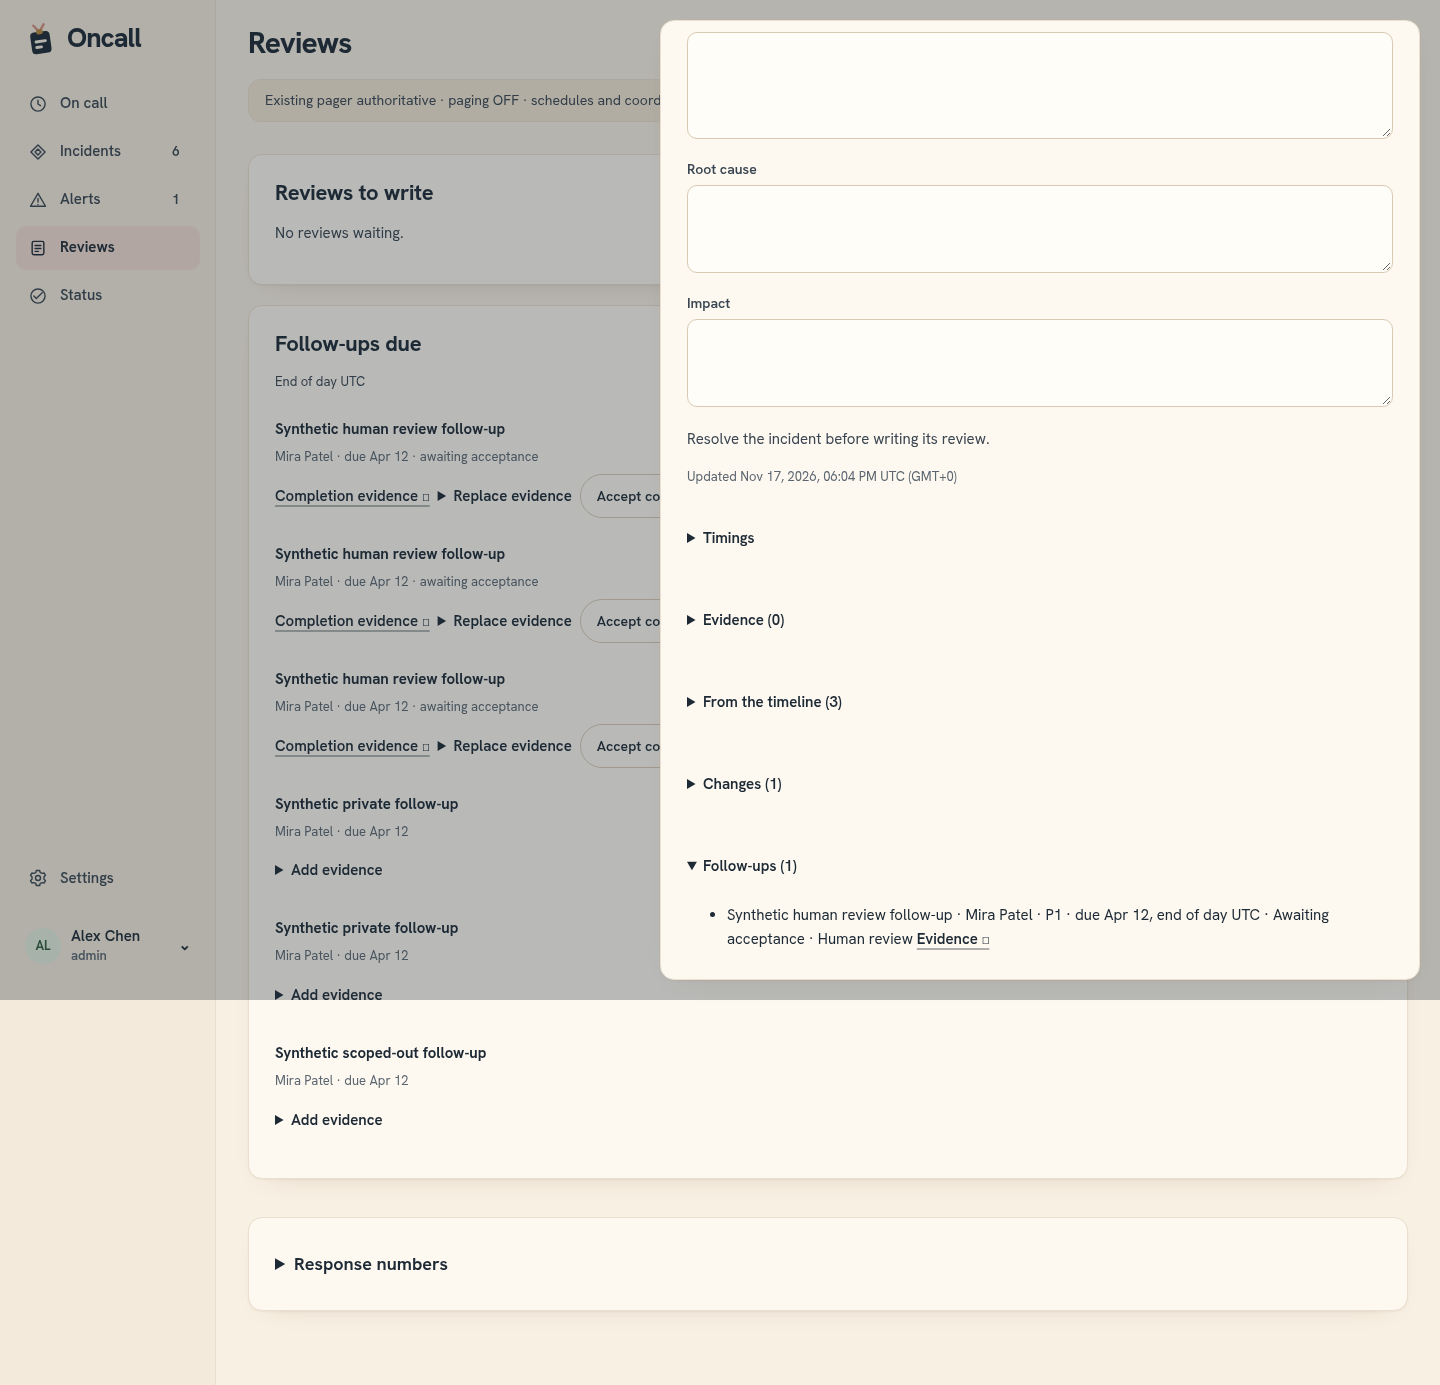 Oncall
On call
Incidents 6
Alerts 1
Reviews
Status
Settings
AL
Alex Chen
admin
Reviews
Existing pager authoritative · paging OFF · schedules and coord
Reviews to write
No reviews waiting.
Follow-ups due
End of day UTC
Synthetic human review follow-up
Mira Patel · due Apr 12 · awaiting acceptance
Completion evidence Replace evidence Accept co
Synthetic human review follow-up
Mira Patel · due Apr 12 · awaiting acceptance
Completion evidence Replace evidence Accept co
Synthetic human review follow-up
Mira Patel · due Apr 12 · awaiting acceptance
Completion evidence Replace evidence Accept co
Synthetic private follow-up
Mira Patel · due Apr 12
Add evidence
Synthetic private follow-up
Mira Patel · due Apr 12
Add evidence
Synthetic scoped-out follow-up
Mira Patel · due Apr 12
Add evidence
Response numbers
Root cause
Impact
Resolve the incident before writing its review.
Updated Nov 17, 2026, 06:04 PM UTC (GMT+0)
Timings
Evidence (0)
From the timeline (3)
Changes (1)
Follow-ups (1)
Synthetic human review follow-up · Mira Patel · P1 · due Apr 12, end of day UTC · Awaiting
acceptance · Human review Evidence